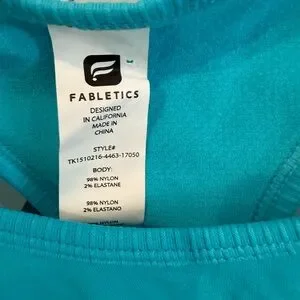 FABLETICS
DESIGNED
IN CALIFORNIA
MADE IN
CHINA
STYLE#
TK1510216-4463-17050
BODY:
98% NYLON
2% ELASTANE
98% NYLON
2% ELASTANE